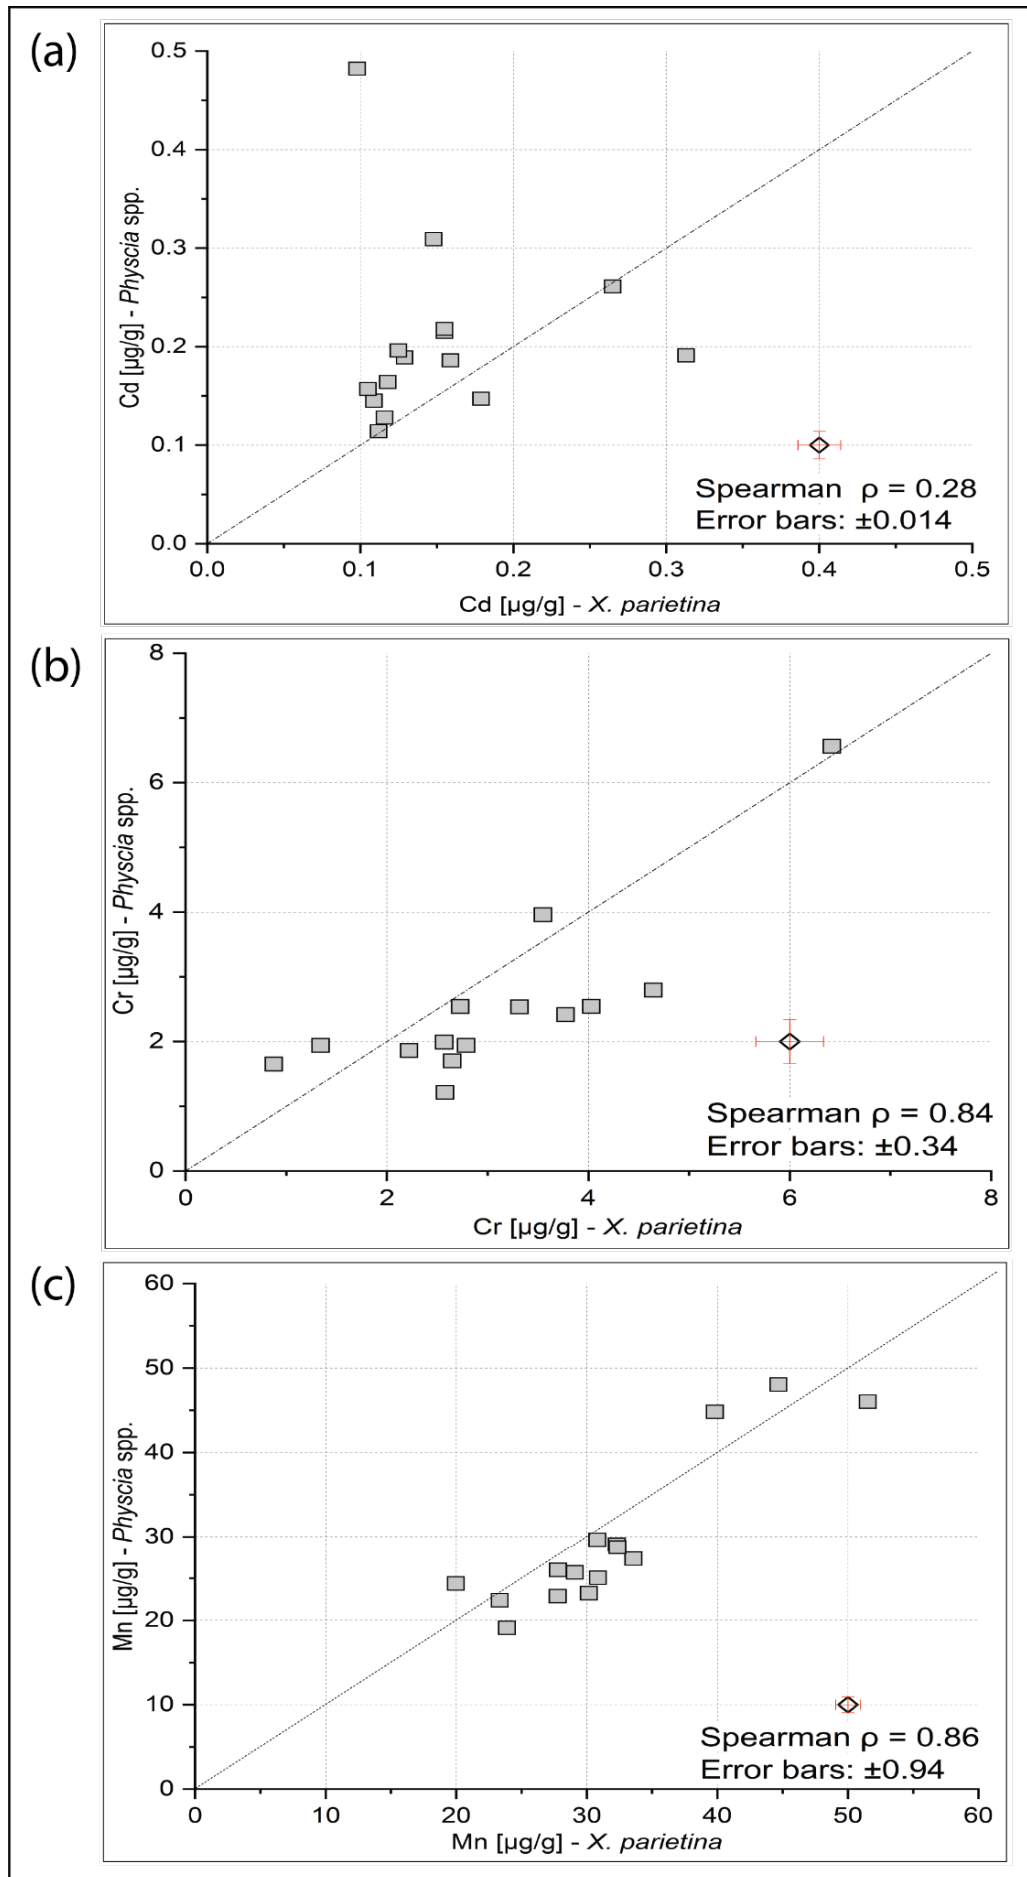 (a)
0.5
0.4
0.3
0.2
0.1
0.0
Cd [µg/g] - Physcia spp.
0.0 0.1 0.2 0.3 0.4 0.5
Cd [µg/g] - X. parietina
Spearman ρ = 0.28
Error bars: ±0.014
(b)
8
6
4
2
0
Cr [µg/g] - Physcia spp.
0 2 4 6 8
Cr [µg/g] - X. parietina
Spearman ρ = 0.84
Error bars: ±0.34
(c)
60
50
40
30
20
10
0
Mn [µg/g] - Physcia spp.
0 10 20 30 40 50 60
Mn [µg/g] - X. parietina
Spearman ρ = 0.86
Error bars: ±0.94